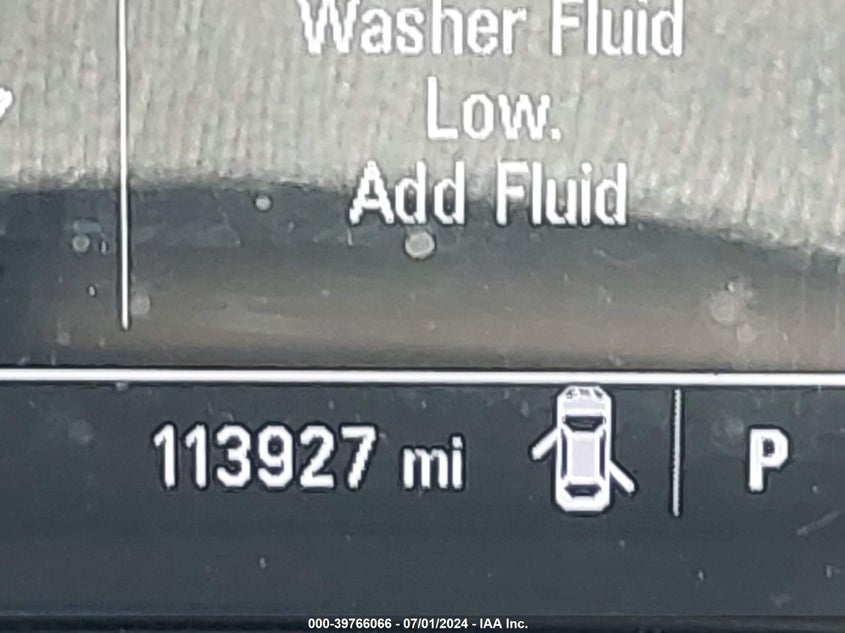 Washer Fluid
Low.
Add Fluid
113927 mi P
000-39766066 - 07/01/2024 - IAA Inc.